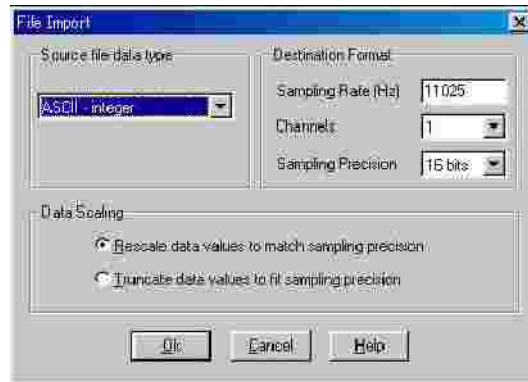 File Import
Source file data type
ASCII - integer
Destination Format
Sampling Rate (Hz)
11025
Channels
1
Sampling Precision
16 bits
Data Scaling
Rescale data values to match sampling precision
Truncate data values to fit sampling precision
Ok
Cancel
Help